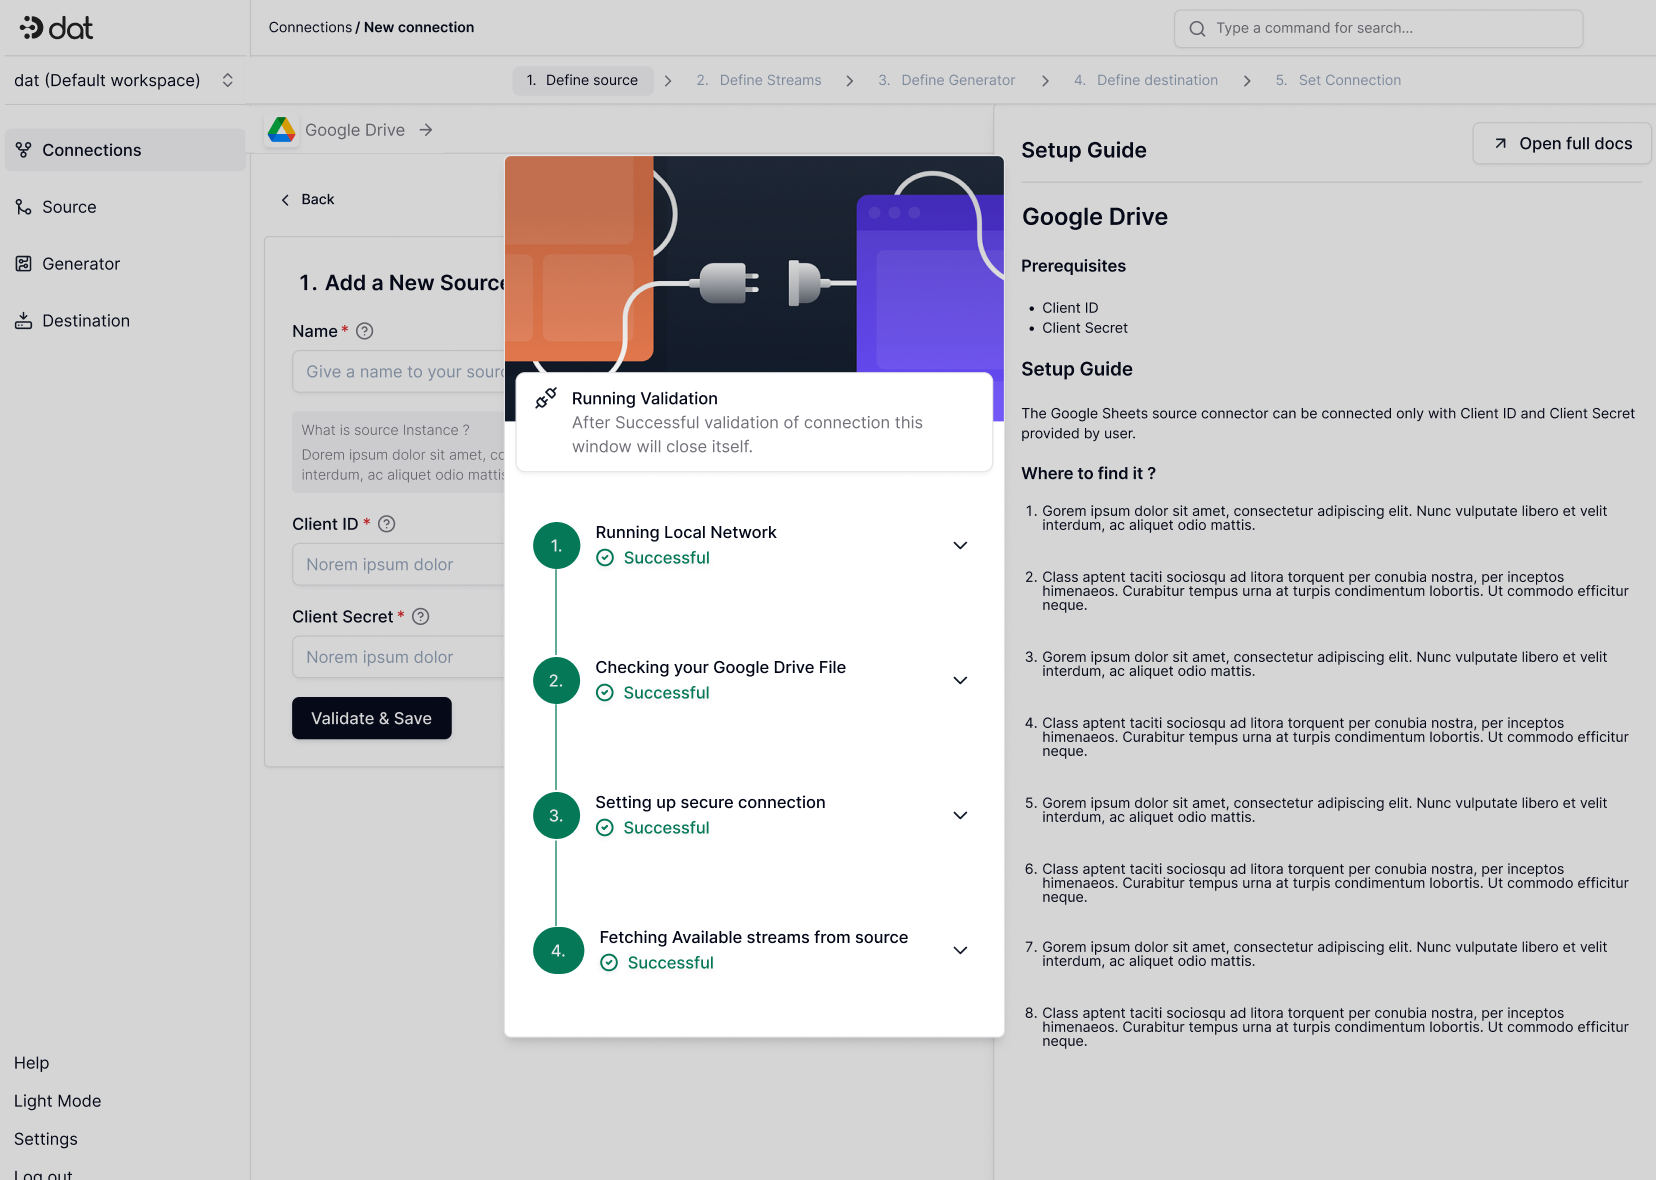 dat
Connections / New connection
Type a command for search...
dat (Default workspace)
1. Define source
2. Define Streams
3. Define Generator
4. Define destination
5. Set Connection
Connections
Source
Generator
Destination
Help
Light Mode
Settings
Log out
Google Drive
Back
1. Add a New Source
Name *
Give a name to your sour
What is source Instance ?
Dorem ipsum dolor sit amet, co
interdum, ac aliquet odio mattis
Client ID *
Norem ipsum dolor
Client Secret *
Norem ipsum dolor
Validate & Save
Running Validation
After Successful validation of connection this
window will close itself.
1.
Running Local Network
Successful
2.
Checking your Google Drive File
Successful
3.
Setting up secure connection
Successful
4.
Fetching Available streams from source
Successful
Setup Guide
Open full docs
Google Drive
Prerequisites
• Client ID
• Client Secret
Setup Guide
The Google Sheets source connector can be connected only with Client ID and Client Secret
provided by user.
Where to find it ?
1. Gorem ipsum dolor sit amet, consectetur adipiscing elit. Nunc vulputate libero et velit
interdum, ac aliquet odio mattis.
2. Class aptent taciti sociosqu ad litora torquent per conubia nostra, per inceptos
himenaeos. Curabitur tempus urna at turpis condimentum lobortis. Ut commodo efficitur
neque.
3. Gorem ipsum dolor sit amet, consectetur adipiscing elit. Nunc vulputate libero et velit
interdum, ac aliquet odio mattis.
4. Class aptent taciti sociosqu ad litora torquent per conubia nostra, per inceptos
himenaeos. Curabitur tempus urna at turpis condimentum lobortis. Ut commodo efficitur
neque.
5. Gorem ipsum dolor sit amet, consectetur adipiscing elit. Nunc vulputate libero et velit
interdum, ac aliquet odio mattis.
6. Class aptent taciti sociosqu ad litora torquent per conubia nostra, per inceptos
himenaeos. Curabitur tempus urna at turpis condimentum lobortis. Ut commodo efficitur
neque.
7. Gorem ipsum dolor sit amet, consectetur adipiscing elit. Nunc vulputate libero et velit
interdum, ac aliquet odio mattis.
8. Class aptent taciti sociosqu ad litora torquent per conubia nostra, per inceptos
himenaeos. Curabitur tempus urna at turpis condimentum lobortis. Ut commodo efficitur
neque.